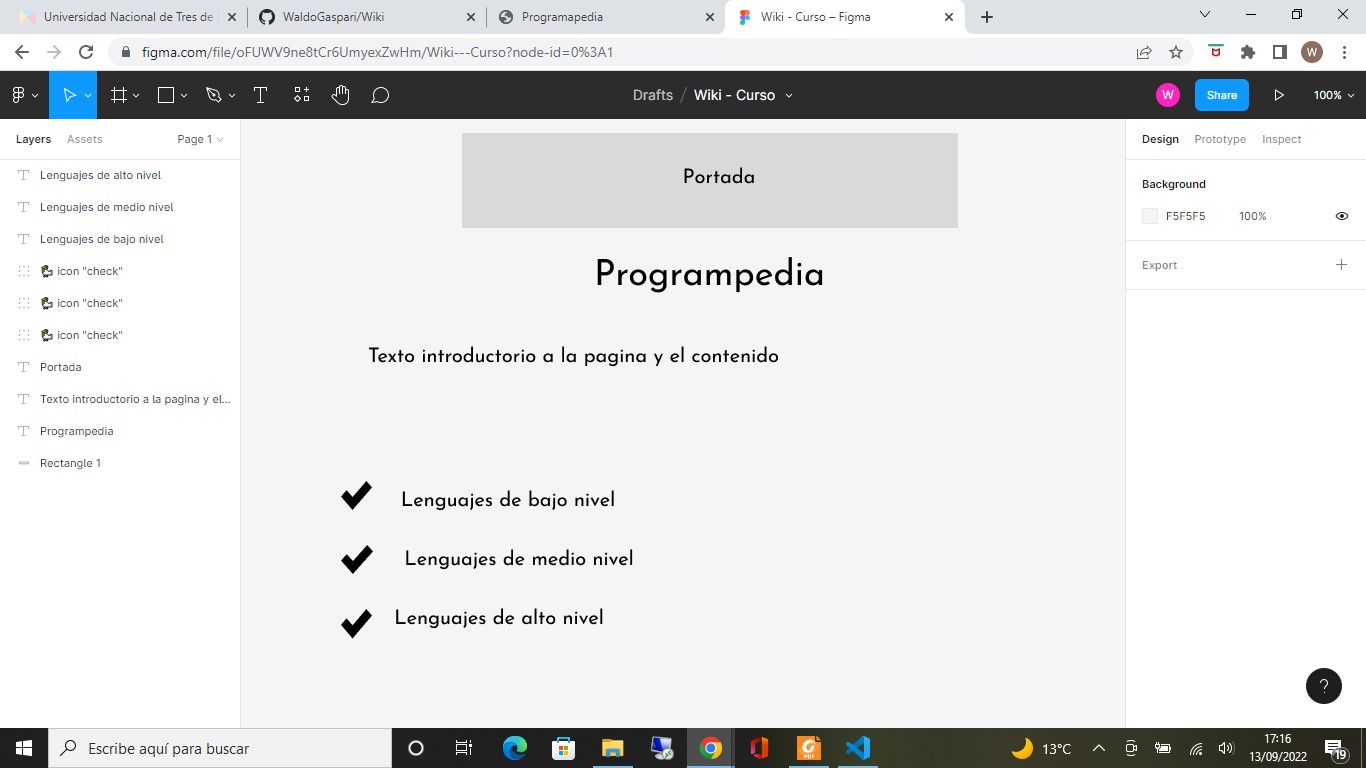 Universidad Nacional de Tres de
WaldoGaspari/Wiki
Programapedia
Wiki - Curso – Figma
figma.com/file/oFUWV9ne8tCr6UmyexZwHm/Wiki---Curso?node-id=0%3A1
W
Drafts / Wiki - Curso
W
Share
100%
Layers
Assets
Page 1
Design
Prototype
Inspect
Lenguajes de alto nivel
Lenguajes de medio nivel
Lenguajes de bajo nivel
icon "check"
icon "check"
icon "check"
Portada
Texto introductorio a la pagina y el...
Programpedia
Rectangle 1
Portada
Programpedia
Texto introductorio a la pagina y el contenido
Lenguajes de bajo nivel
Lenguajes de medio nivel
Lenguajes de alto nivel
Background
F5F5F5 100%
Export
?
Escribe aquí para buscar
13°C
17:16
13/09/2022
19